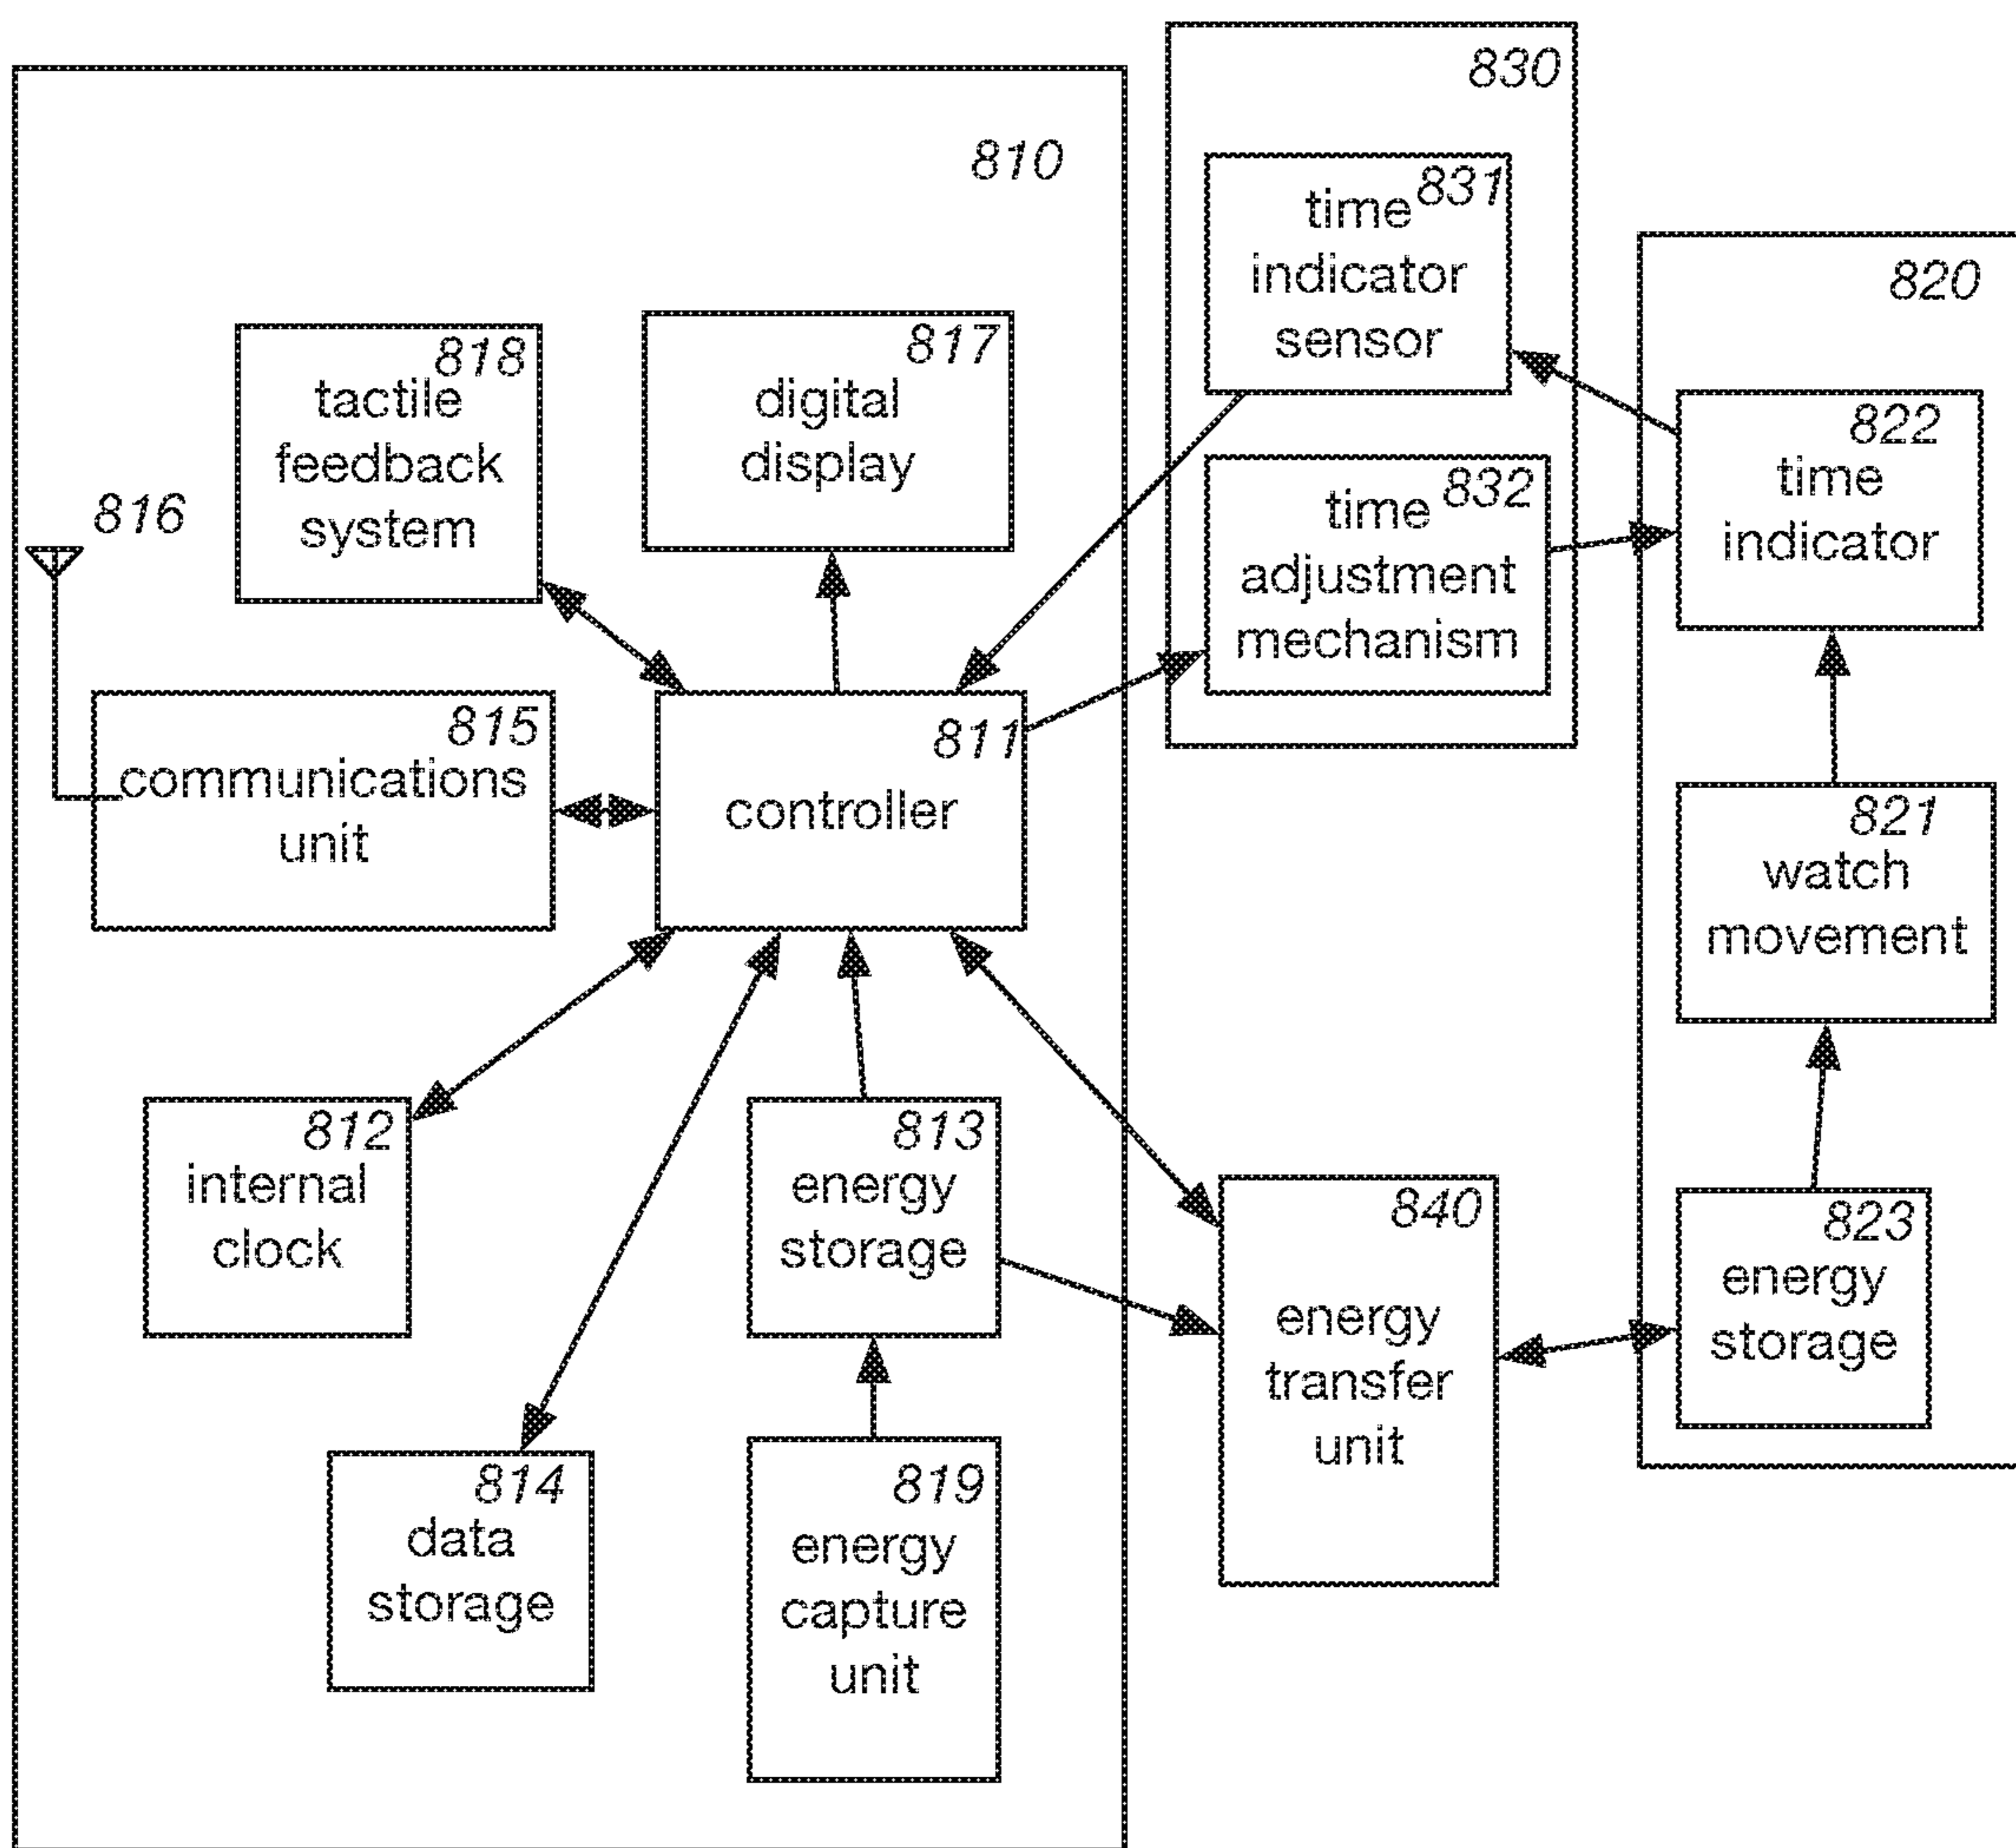 830
810
831
time
indicator
sensor
820
818
tactile
feedback
system
817
digital
display
822
time
indicator
816
832
time
adjustment
mechanism
815
communications
unit
811
controller
821
watch
movement
812
internal
clock
813
energy
storage
840
energy
transfer
unit
823
energy
storage
814
data
storage
819
energy
capture
unit